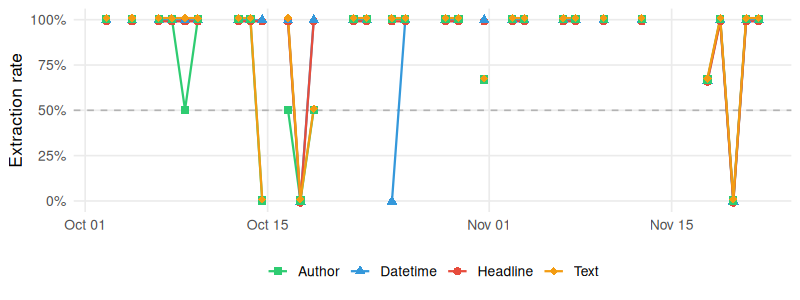 100%
75%
50%
25%
0%
Extraction rate
Oct 01 Oct 15 Nov 01 Nov 15
Author Datetime Headline Text